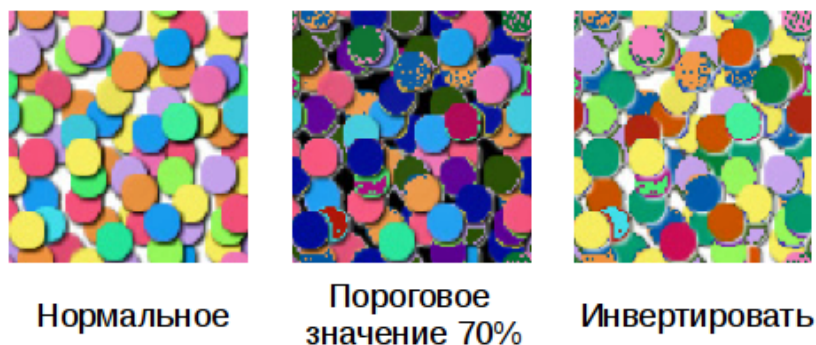 Нормальное
Пороговое
значение 70%
Инвертировать